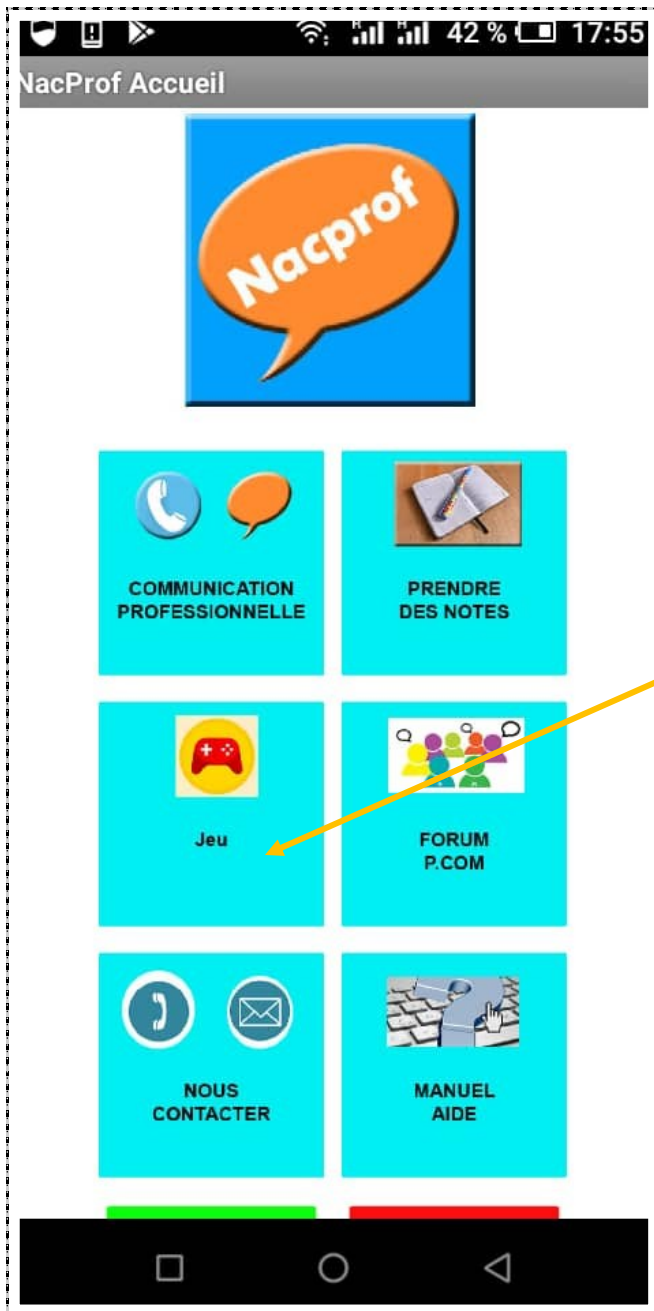 42 % 17:55
NacProf Accueil
Nacprof
COMMUNICATION
PROFESSIONNELLE
PRENDRE
DES NOTES
Jeu
FORUM
P.COM
NOUS
CONTACTER
MANUEL
AIDE